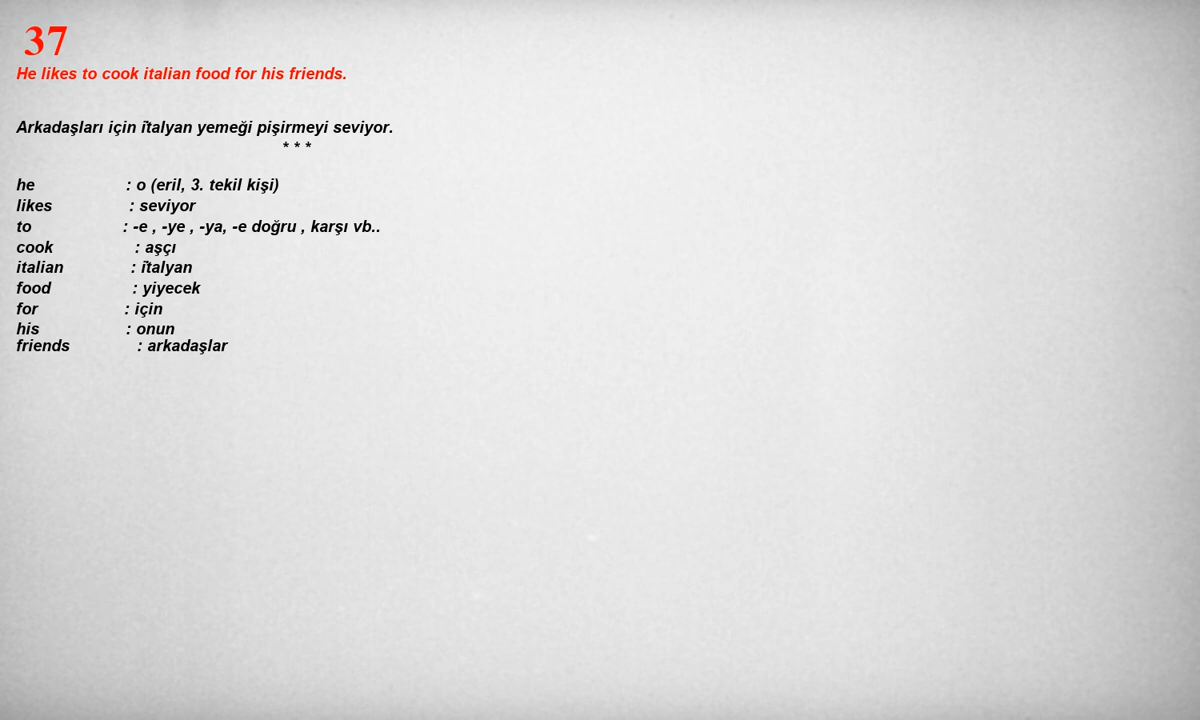 37
He likes to cook italian food for his friends.
Arkadaşları için i̇talyan yemeği pişirmeyi seviyor.
* * *
he : o (eril, 3. tekil kişi)
likes : seviyor
to : -e , -ye , -ya, -e doğru , karşı vb..
cook : aşçı
italian : i̇talyan
food : yiyecek
for : için
his : onun
friends : arkadaşlar